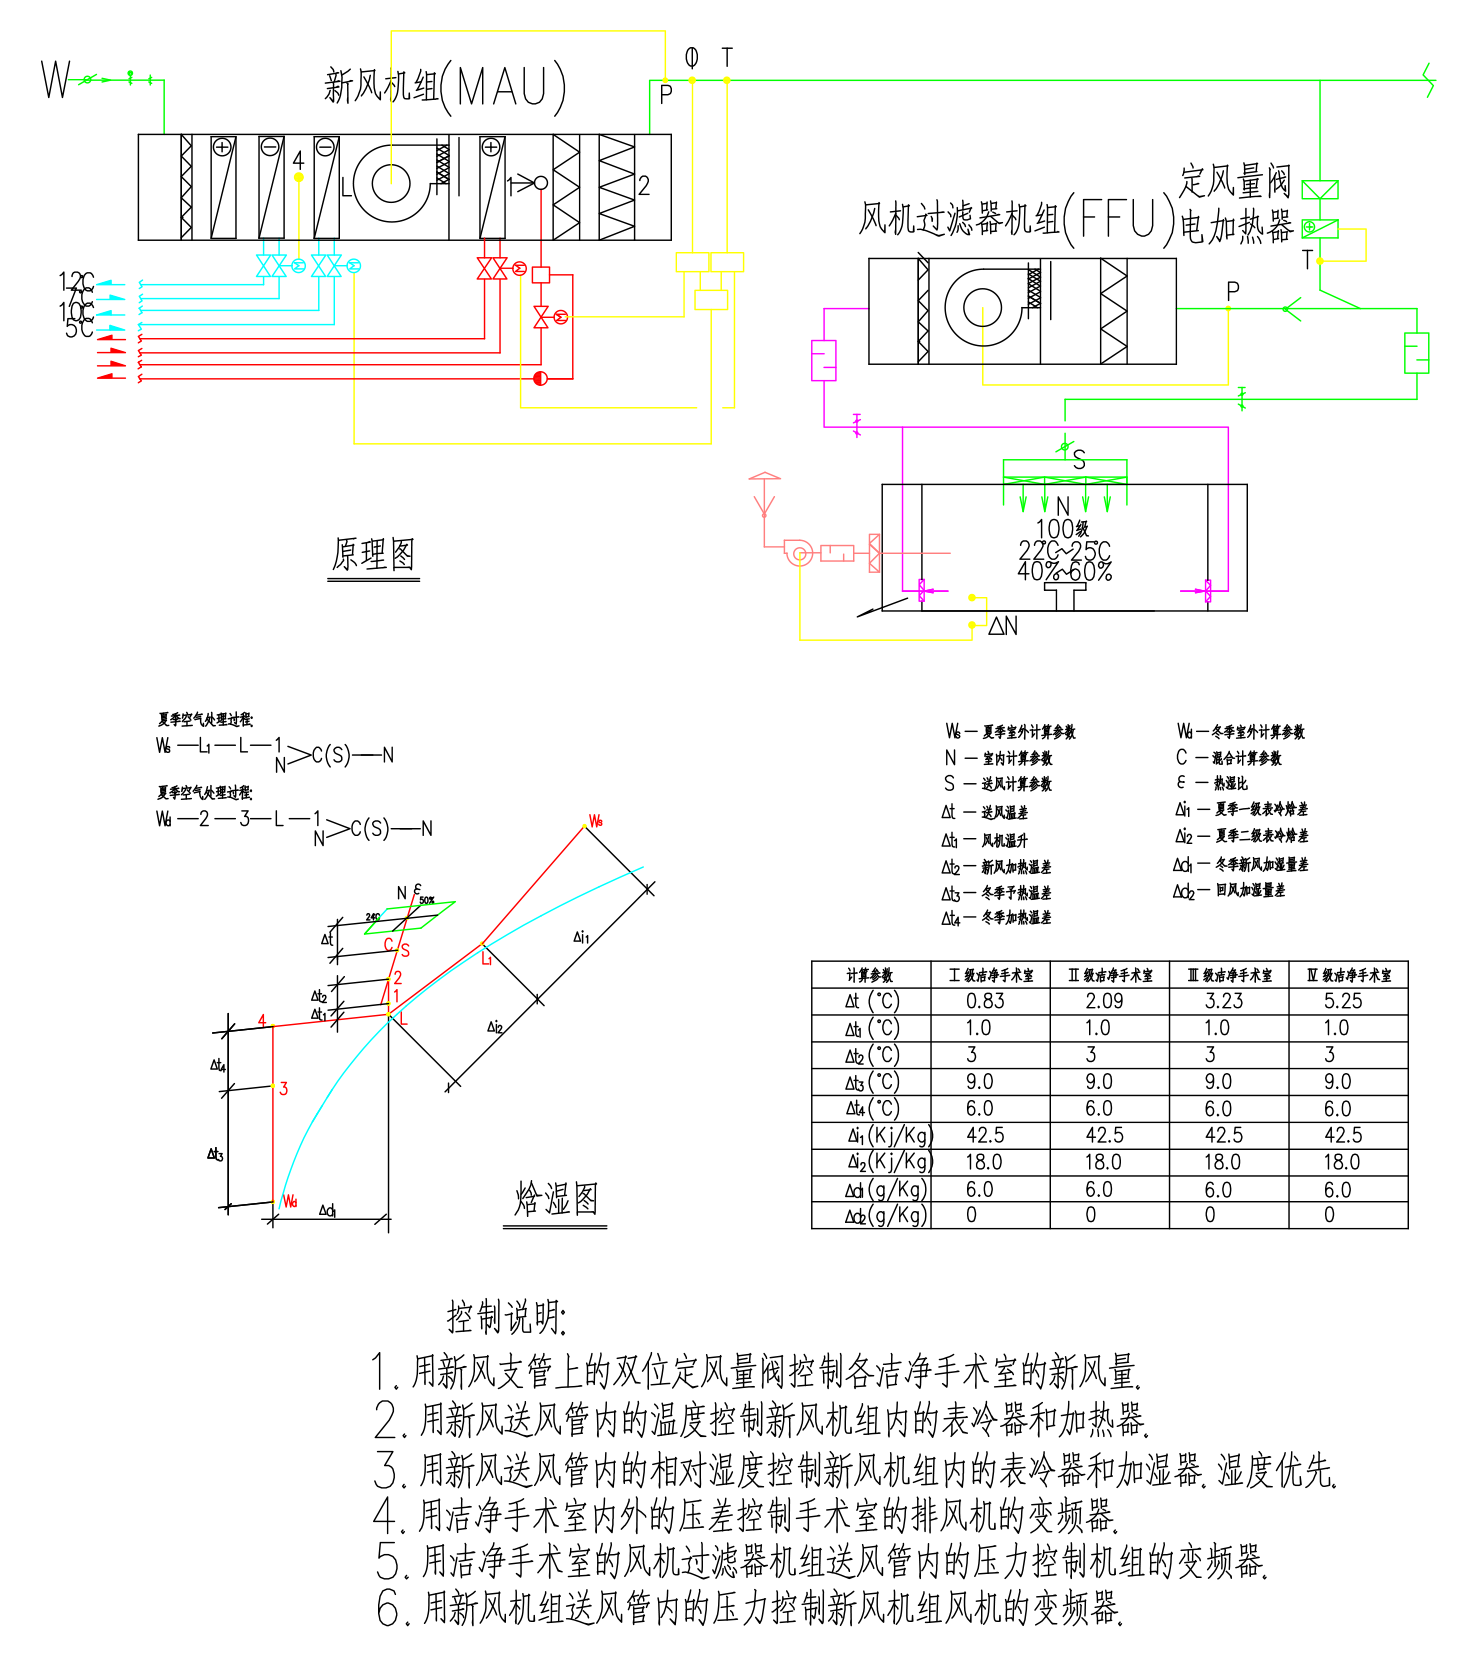 W
新风机组(MAU)
P
Φ
T
4
L
1
2
12℃
7℃
10℃
5℃
定风量阀
电加热器
风机过滤器机组(FFU)
T
P
S
N
100级
22℃~25℃
40%~60%
ΔN
原理图
夏季空气处理过程:
Ws—L1—L—1
N>C(S)—N
夏季空气处理过程:
Wd—2—3—L—1
N>C(S)—N
Ws — 夏季室外计算参数
N — 室内计算参数
S — 送风计算参数
Δt — 送风温差
Δt1 — 风机温升
Δt2 — 新风加热温差
Δt3 — 冬季予热温差
Δt4 — 冬季加热温差
Wd — 冬季室外计算参数
C — 混合计算参数
ε — 热湿比
Δi1 — 夏季一级表冷焓差
Δi2 — 夏季二级表冷焓差
Δd1 — 冬季新风加湿量差
Δd2 — 回风加湿量差
Ws
N
ε
50%
24℃
C
S
Δt
2
1
Δt2
Δt1
L
L1
Δi1
Δi2
4
3
Δt4
Δt3
Wd
Δd1
焓湿图
计算参数 Ⅰ级洁净手术室 Ⅱ级洁净手术室 Ⅲ级洁净手术室 Ⅳ级洁净手术室
Δt (℃) 0.83 2.09 3.23 5.25
Δt1(℃) 1.0 1.0 1.0 1.0
Δt2(℃) 3 3 3 3
Δt3(℃) 9.0 9.0 9.0 9.0
Δt4(℃) 6.0 6.0 6.0 6.0
Δi1(Kj/Kg) 42.5 42.5 42.5 42.5
Δi2(Kj/Kg) 18.0 18.0 18.0 18.0
Δd1(g/Kg) 6.0 6.0 6.0 6.0
Δd2(g/Kg) 0 0 0 0
控制说明:
1. 用新风支管上的双位定风量阀控制各洁净手术室的新风量.
2. 用新风送风管内的温度控制新风机组内的表冷器和加热器.
3. 用新风送风管内的相对湿度控制新风机组内的表冷器和加湿器. 湿度优先.
4. 用洁净手术室内外的压差控制手术室的排风机的变频器.
5. 用洁净手术室的风机过滤器机组送风管内的压力控制机组的变频器.
6. 用新风机组送风管内的压力控制新风机组风机的变频器.